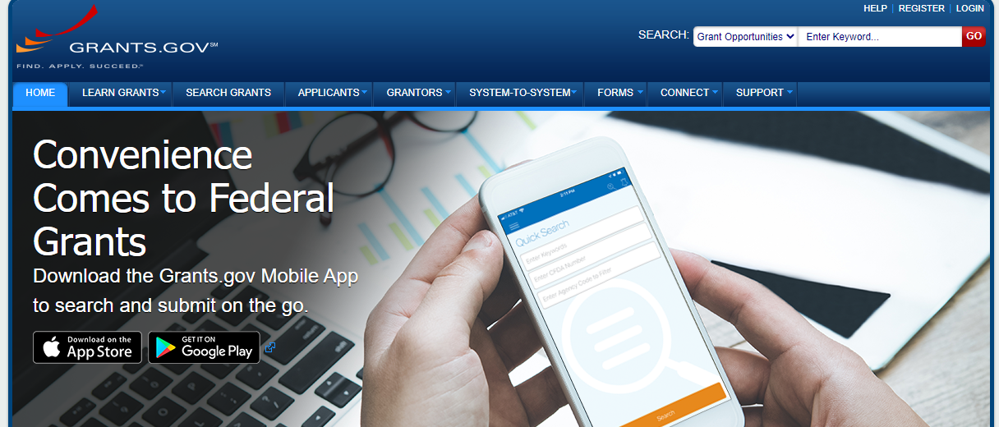 HELP | REGISTER | LOGIN
SEARCH: Grant Opportunities Enter Keyword... GO
GRANTS.GOV℠
FIND. APPLY. SUCCEED.℠
HOME LEARN GRANTS SEARCH GRANTS APPLICANTS GRANTORS SYSTEM-TO-SYSTEM FORMS CONNECT SUPPORT
Convenience
Comes to Federal
Grants
Download the Grants.gov Mobile App
to search and submit on the go.
Download on the
App Store
GET IT ON
Google Play
AT&T 2:11 PM
Quick Search
Enter Keywords
Enter CFDA Number
Enter Agency Code to Filter
Search